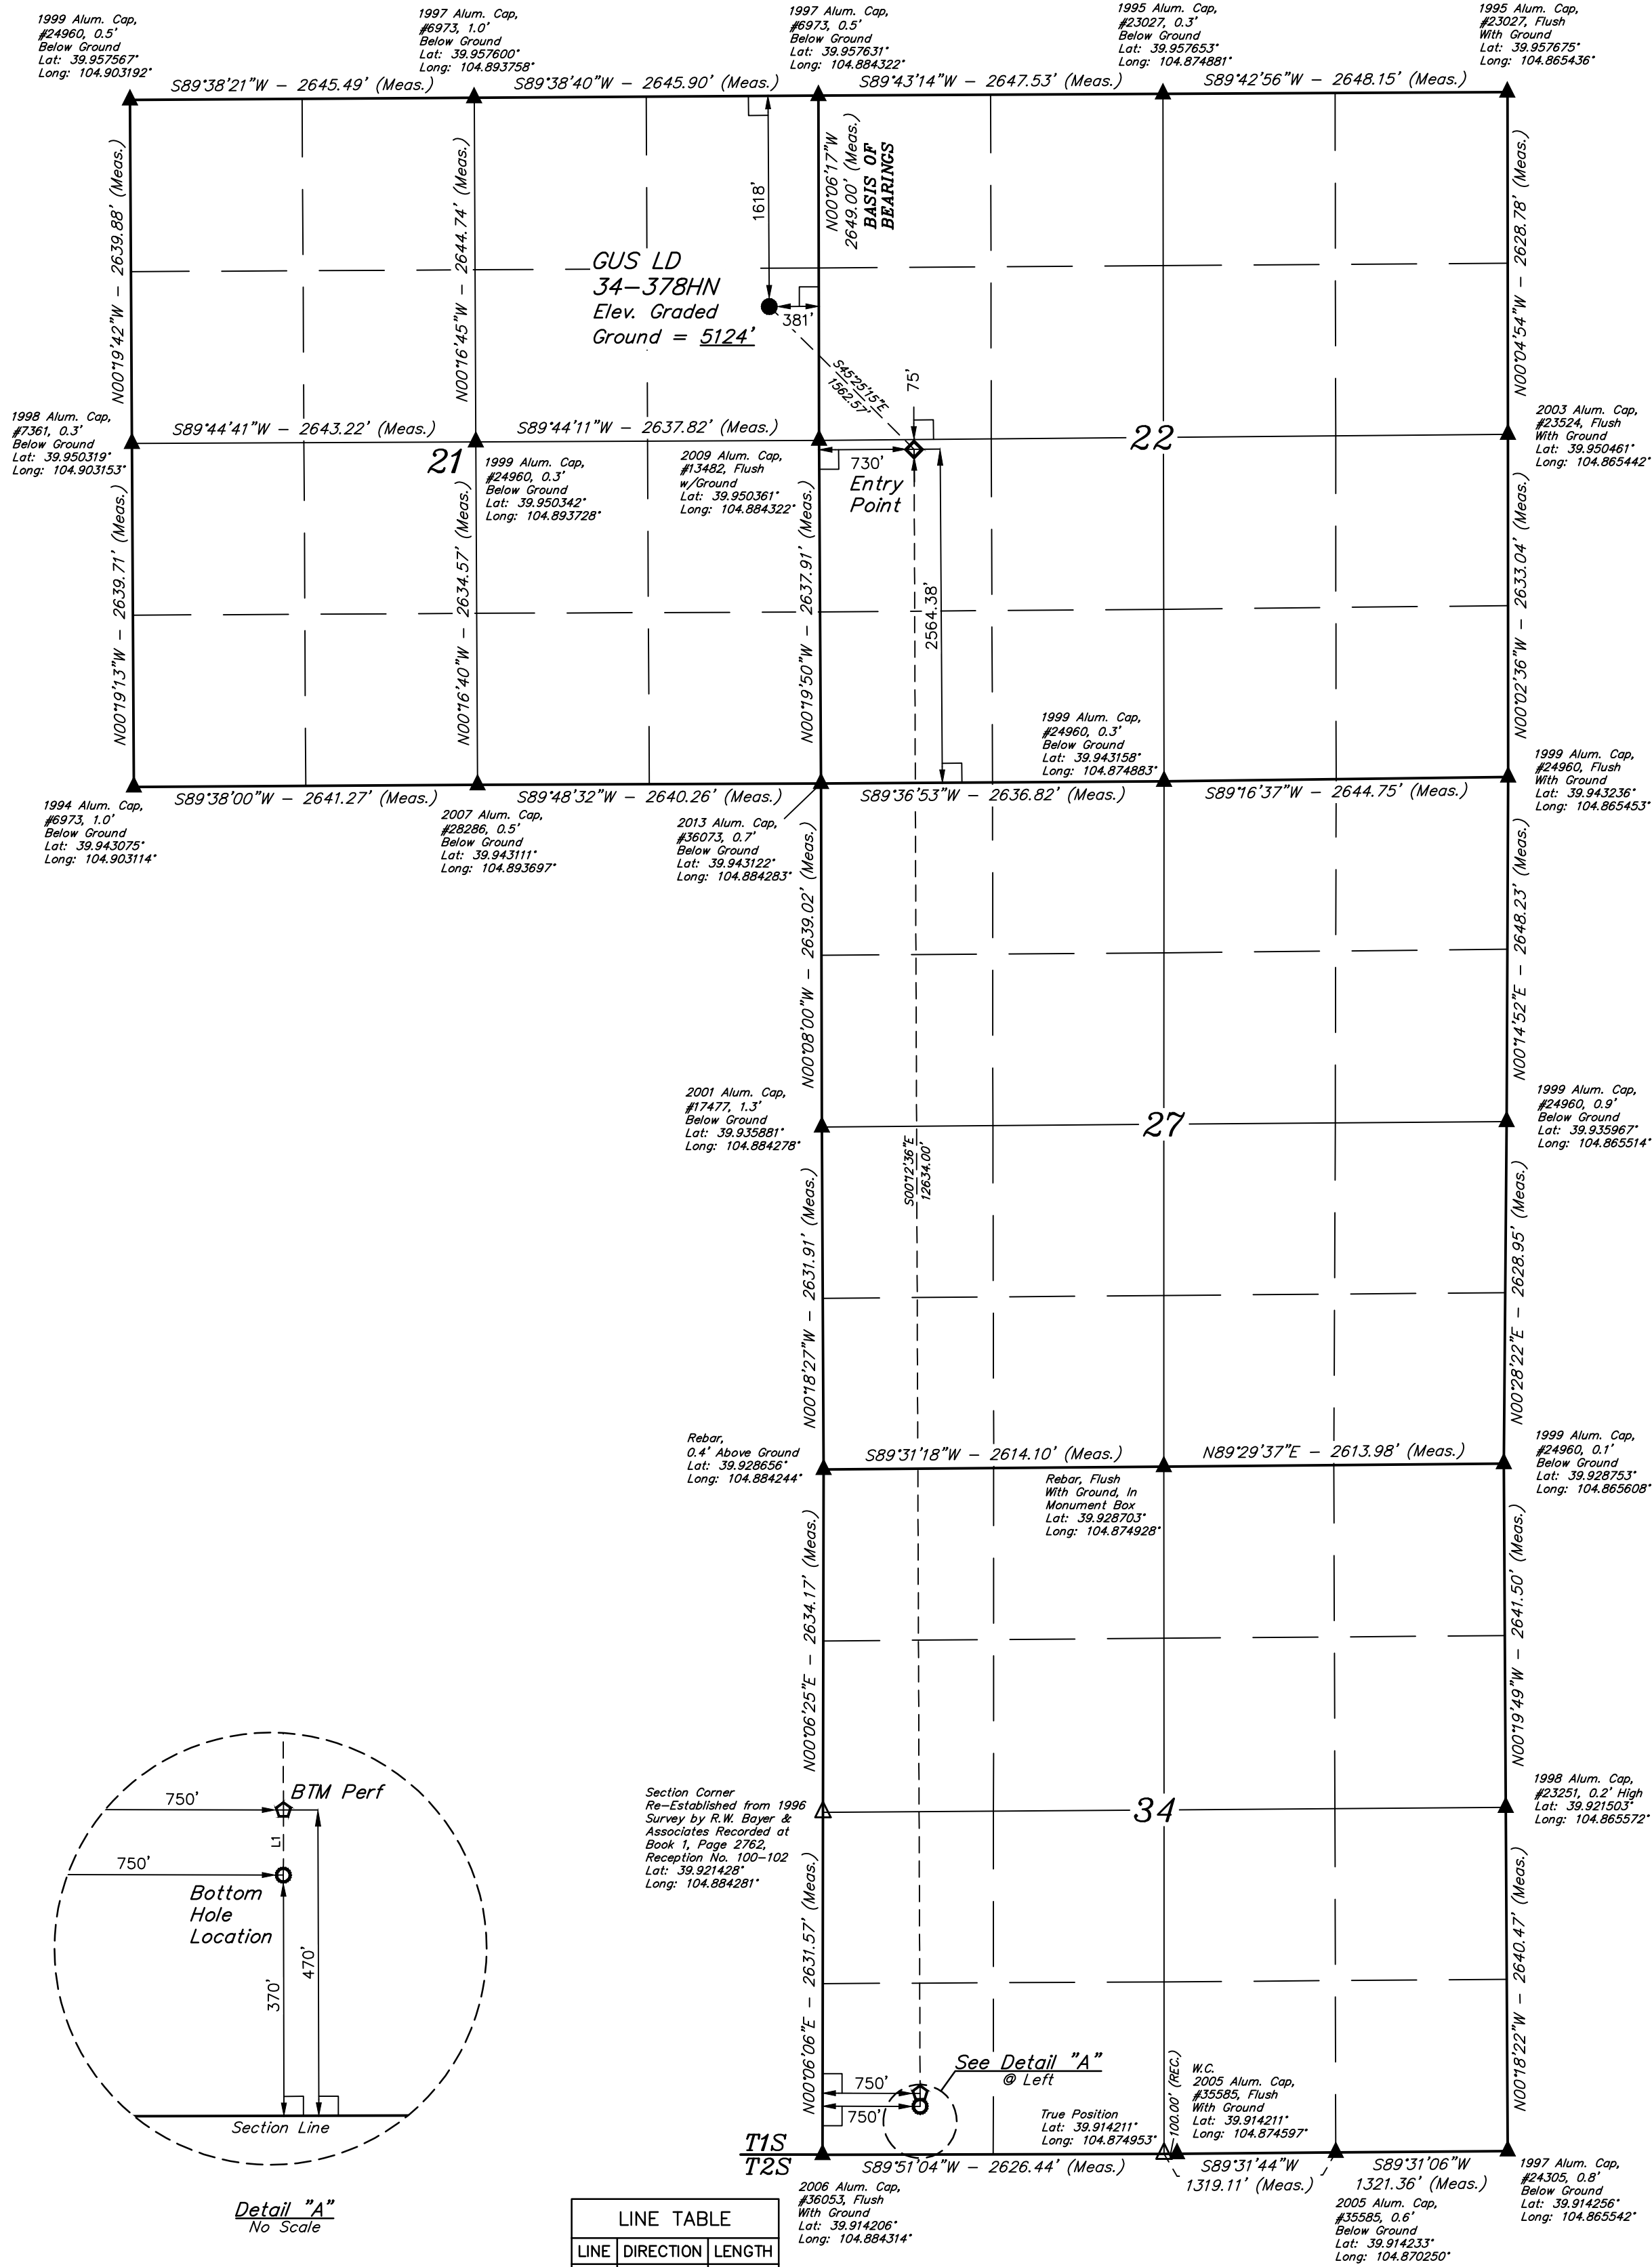 1999 Alum. Cap,
#24960, 0.5'
Below Ground
Lat: 39.957567°
Long: 104.903192°
1997 Alum. Cap,
#6973, 1.0'
Below Ground
Lat: 39.957600°
Long: 104.893758°
1997 Alum. Cap,
#6973, 0.5'
Below Ground
Lat: 39.957631°
Long: 104.884322°
1995 Alum. Cap,
#23027, 0.3'
Below Ground
Lat: 39.957653°
Long: 104.874881°
1995 Alum. Cap,
#23027, Flush
With Ground
Lat: 39.957675°
Long: 104.865436°
S89°38'21"W - 2645.49' (Meas.)
S89°38'40"W - 2645.90' (Meas.)
S89°43'14"W - 2647.53' (Meas.)
S89°42'56"W - 2648.15' (Meas.)
N00°19'42"W - 2639.88' (Meas.)
N00°16'45"W - 2644.74' (Meas.)
1618'
N00°06'17"W
2649.00' (Meas.)
BASIS OF
BEARINGS
N00°04'54"W - 2628.78' (Meas.)
GUS LD
34-378HN
Elev. Graded
Ground = 5124'
381'
S45°25'15"E
1562.57'
75'
1998 Alum. Cap,
#7361, 0.3'
Below Ground
Lat: 39.950319°
Long: 104.903153°
S89°44'41"W - 2643.22' (Meas.)
S89°44'11"W - 2637.82' (Meas.)
21
22
1999 Alum. Cap,
#24960, 0.3'
Below Ground
Lat: 39.950342°
Long: 104.893728°
2009 Alum. Cap,
#13482, Flush
w/Ground
Lat: 39.950361°
Long: 104.884322°
730'
Entry
Point
2003 Alum. Cap,
#23524, Flush
With Ground
Lat: 39.950461°
Long: 104.865442°
N00°19'13"W - 2639.71' (Meas.)
N00°16'40"W - 2634.57' (Meas.)
N00°19'50"W - 2637.91' (Meas.)
2564.38'
N00°02'36"W - 2633.04' (Meas.)
1999 Alum. Cap,
#24960, 0.3'
Below Ground
Lat: 39.943158°
Long: 104.874883°
1999 Alum. Cap,
#24960, Flush
With Ground
Lat: 39.943236°
Long: 104.865453°
S89°38'00"W - 2641.27' (Meas.)
S89°48'32"W - 2640.26' (Meas.)
S89°36'53"W - 2636.82' (Meas.)
S89°16'37"W - 2644.75' (Meas.)
1994 Alum. Cap,
#6973, 1.0'
Below Ground
Lat: 39.943075°
Long: 104.903114°
2007 Alum. Cap,
#28286, 0.5'
Below Ground
Lat: 39.943111°
Long: 104.893697°
2013 Alum. Cap,
#36073, 0.7'
Below Ground
Lat: 39.943122°
Long: 104.884283°
N00°08'00"W - 2639.02' (Meas.)
N00°14'52"E - 2648.23' (Meas.)
2001 Alum. Cap,
#17477, 1.3'
Below Ground
Lat: 39.935881°
Long: 104.884278°
27
1999 Alum. Cap,
#24960, 0.9'
Below Ground
Lat: 39.935967°
Long: 104.865514°
S00°12'36"E
12634.00'
N00°18'27"W - 2631.91' (Meas.)
N00°28'22"E - 2628.95' (Meas.)
Rebar,
0.4' Above Ground
Lat: 39.928656°
Long: 104.884244°
S89°31'18"W - 2614.10' (Meas.)
N89°29'37"E - 2613.98' (Meas.)
Rebar, Flush
With Ground, In
Monument Box
Lat: 39.928703°
Long: 104.874928°
1999 Alum. Cap,
#24960, 0.1'
Below Ground
Lat: 39.928753°
Long: 104.865608°
N00°06'25"E - 2634.17' (Meas.)
N00°19'49"W - 2641.50' (Meas.)
Section Corner
Re-Established from 1996
Survey by R.W. Bayer &
Associates Recorded at
Book 1, Page 2762,
Reception No. 100-102
Lat: 39.921428°
Long: 104.884281°
34
1998 Alum. Cap,
#23251, 0.2' High
Lat: 39.921503°
Long: 104.865572°
750'
BTM Perf
L1
750'
Bottom
Hole
Location
370'
470'
Section Line
Detail "A"
No Scale
N00°06'06"E - 2631.57' (Meas.)
N00°18'22"W - 2640.47' (Meas.)
750'
750'
See Detail "A"
@ Left
True Position
Lat: 39.914211°
Long: 104.874953°
100.00' (REC.)
W.C.
2005 Alum. Cap,
#35585, Flush
With Ground
Lat: 39.914211°
Long: 104.874597°
T1S
T2S
S89°51'04"W - 2626.44' (Meas.)
S89°31'44"W
1319.11' (Meas.)
S89°31'06"W
1321.36' (Meas.)
2006 Alum. Cap,
#36053, Flush
With Ground
Lat: 39.914206°
Long: 104.884314°
2005 Alum. Cap,
#35585, 0.6'
Below Ground
Lat: 39.914233°
Long: 104.870250°
1997 Alum. Cap,
#24305, 0.8'
Below Ground
Lat: 39.914256°
Long: 104.865542°
LINE TABLE
LINE DIRECTION LENGTH